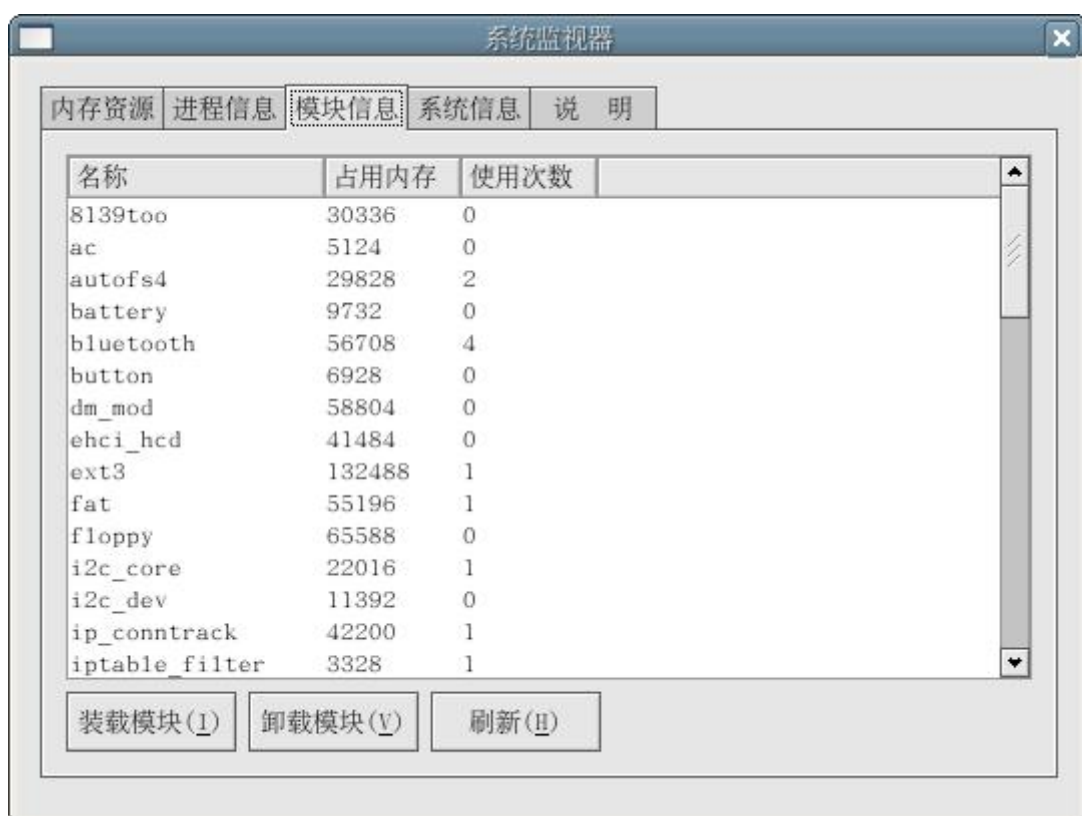 系统监视器
内存资源 进程信息 模块信息 系统信息 说 明
名称 占用内存 使用次数
8139too 30336 0
ac 5124 0
autofs4 29828 2
battery 9732 0
bluetooth 56708 4
button 6928 0
dm_mod 58804 0
ehci_hcd 41484 0
ext3 132488 1
fat 55196 1
floppy 65588 0
i2c_core 22016 1
i2c_dev 11392 0
ip_conntrack 42200 1
iptable_filter 3328 1
装载模块(I) 卸载模块(V) 刷新(H)